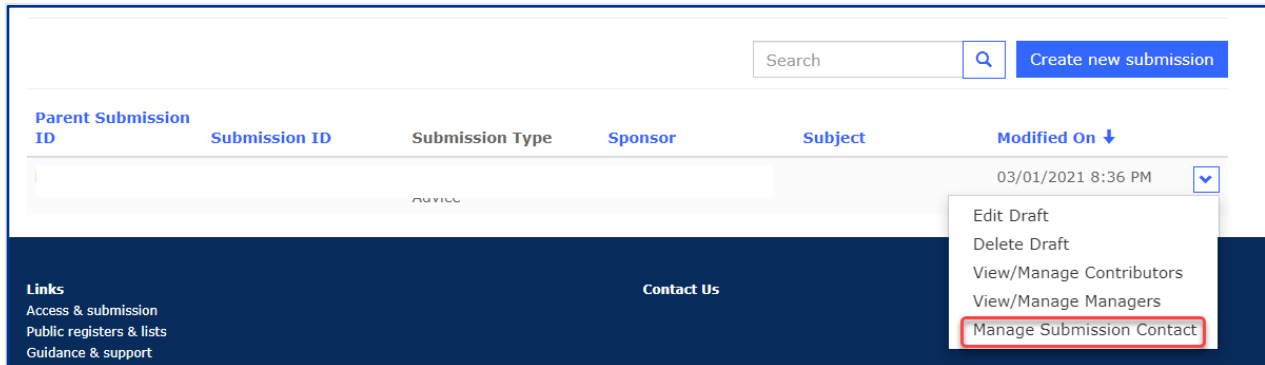 Search
Create new submission
Parent Submission ID
Submission ID
Submission Type
Sponsor
Subject
Modified On
03/01/2021 8:36 PM
Advice
Edit Draft
Delete Draft
View/Manage Contributors
View/Manage Managers
Manage Submission Contact
Links
Access & submission
Public registers & lists
Guidance & support
Contact Us